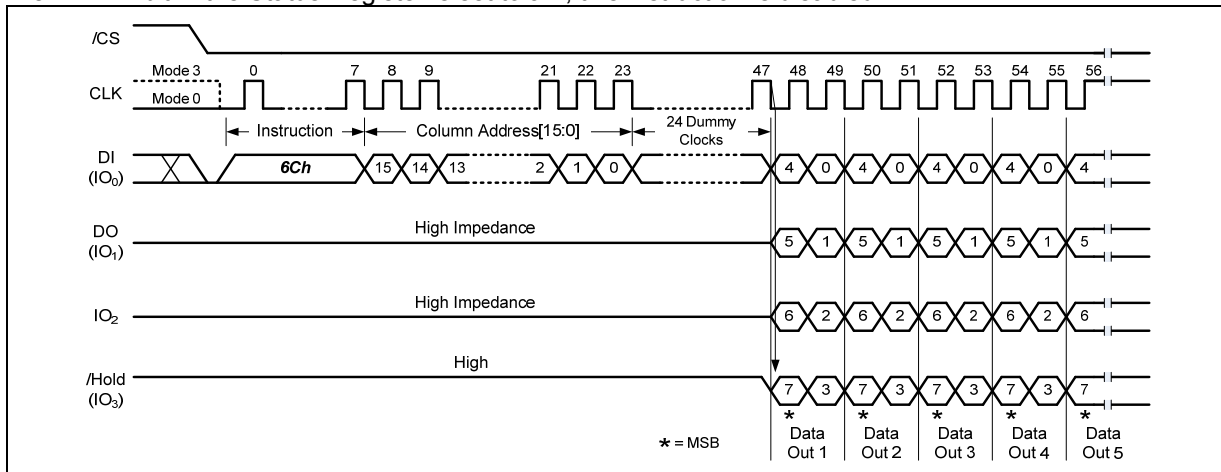 /CS
Mode 3 0 7 8 9 21 22 23 47 48 49 50 51 52 53 54 55 56
CLK
Mode 0
Instruction Column Address[15:0] 24 Dummy
Clocks
DI
(IO0)
6Ch 15 14 13 2 1 0 4 0 4 0 4 0 4 0 4
DO
(IO1)
High Impedance 5 1 5 1 5 1 5 1 5
IO2
High Impedance 6 2 6 2 6 2 6 2 6
/Hold
(IO3)
High 7 3 7 3 7 3 7 3 7
* * * * *
* = MSB
Data Data Data Data Data
Out 1 Out 2 Out 3 Out 4 Out 5